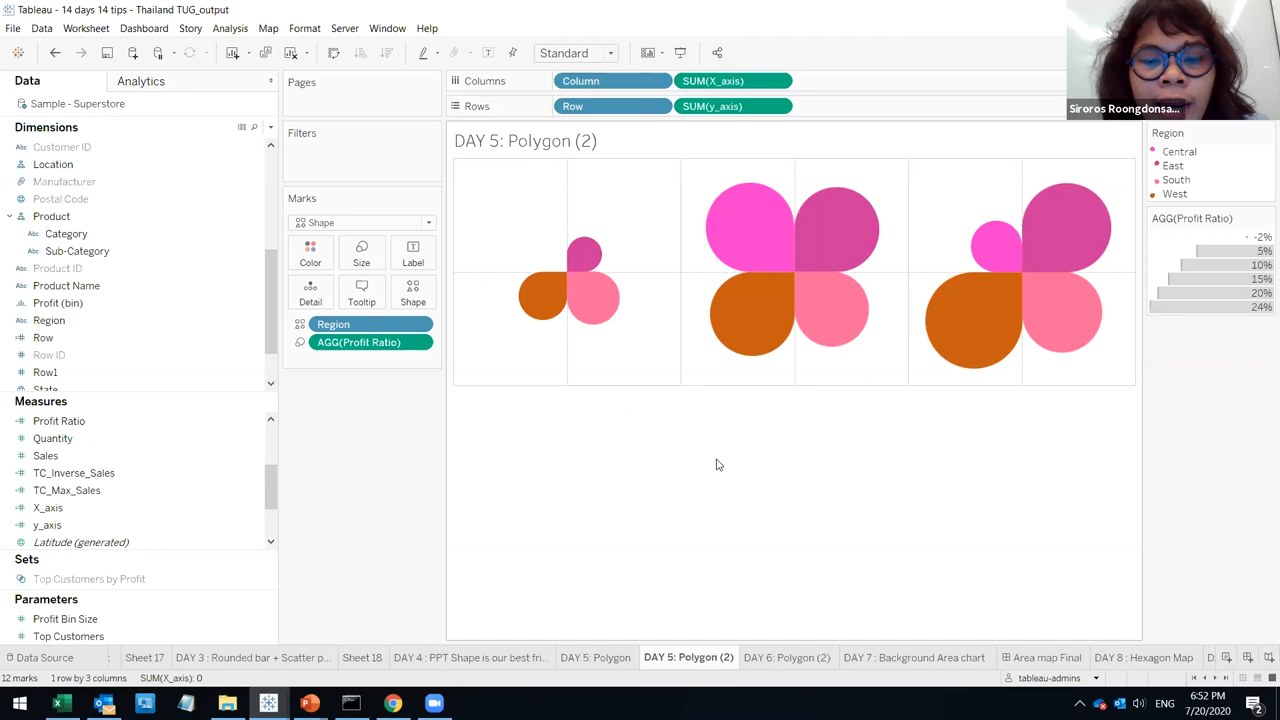 Tableau - 14 days 14 tips - Thailand TUG_output
File Data Worksheet Dashboard Story Analysis Map Format Server Window Help
Standard
Siroros Roongdonsa...
Data Analytics
Sample - Superstore
Dimensions
Customer ID
Location
Manufacturer
Postal Code
Product
Abc Category
Abc Sub-Category
Product ID
Abc Product Name
Profit (bin)
Abc Region
Row
Row ID
Row1
State
Measures
Profit Ratio
Quantity
Sales
TC_Inverse_Sales
TC_Max_Sales
X_axis
y_axis
Latitude (generated)
Sets
Top Customers by Profit
Parameters
Profit Bin Size
Top Customers
Pages
Filters
Marks
Shape
Color Size Label
Detail Tooltip Shape
Region
AGG(Profit Ratio)
Columns Column SUM(X_axis)
Rows Row SUM(y_axis)
DAY 5: Polygon (2)
Region
Central
East
South
West
AGG(Profit Ratio)
-2%
5%
10%
15%
20%
24%
Data Source Sheet 17 DAY 3 : Rounded bar + Scatter p... Sheet 18 DAY 4 : PPT Shape is our best fri... DAY 5: Polygon DAY 5: Polygon (2) DAY 6: Polygon (2) DAY 7 : Background Area chart Area map Final DAY 8 : Hexagon Map D
12 marks 1 row by 3 columns SUM(X_axis): 0 tableau-admins
ENG
6:52 PM
7/20/2020
2